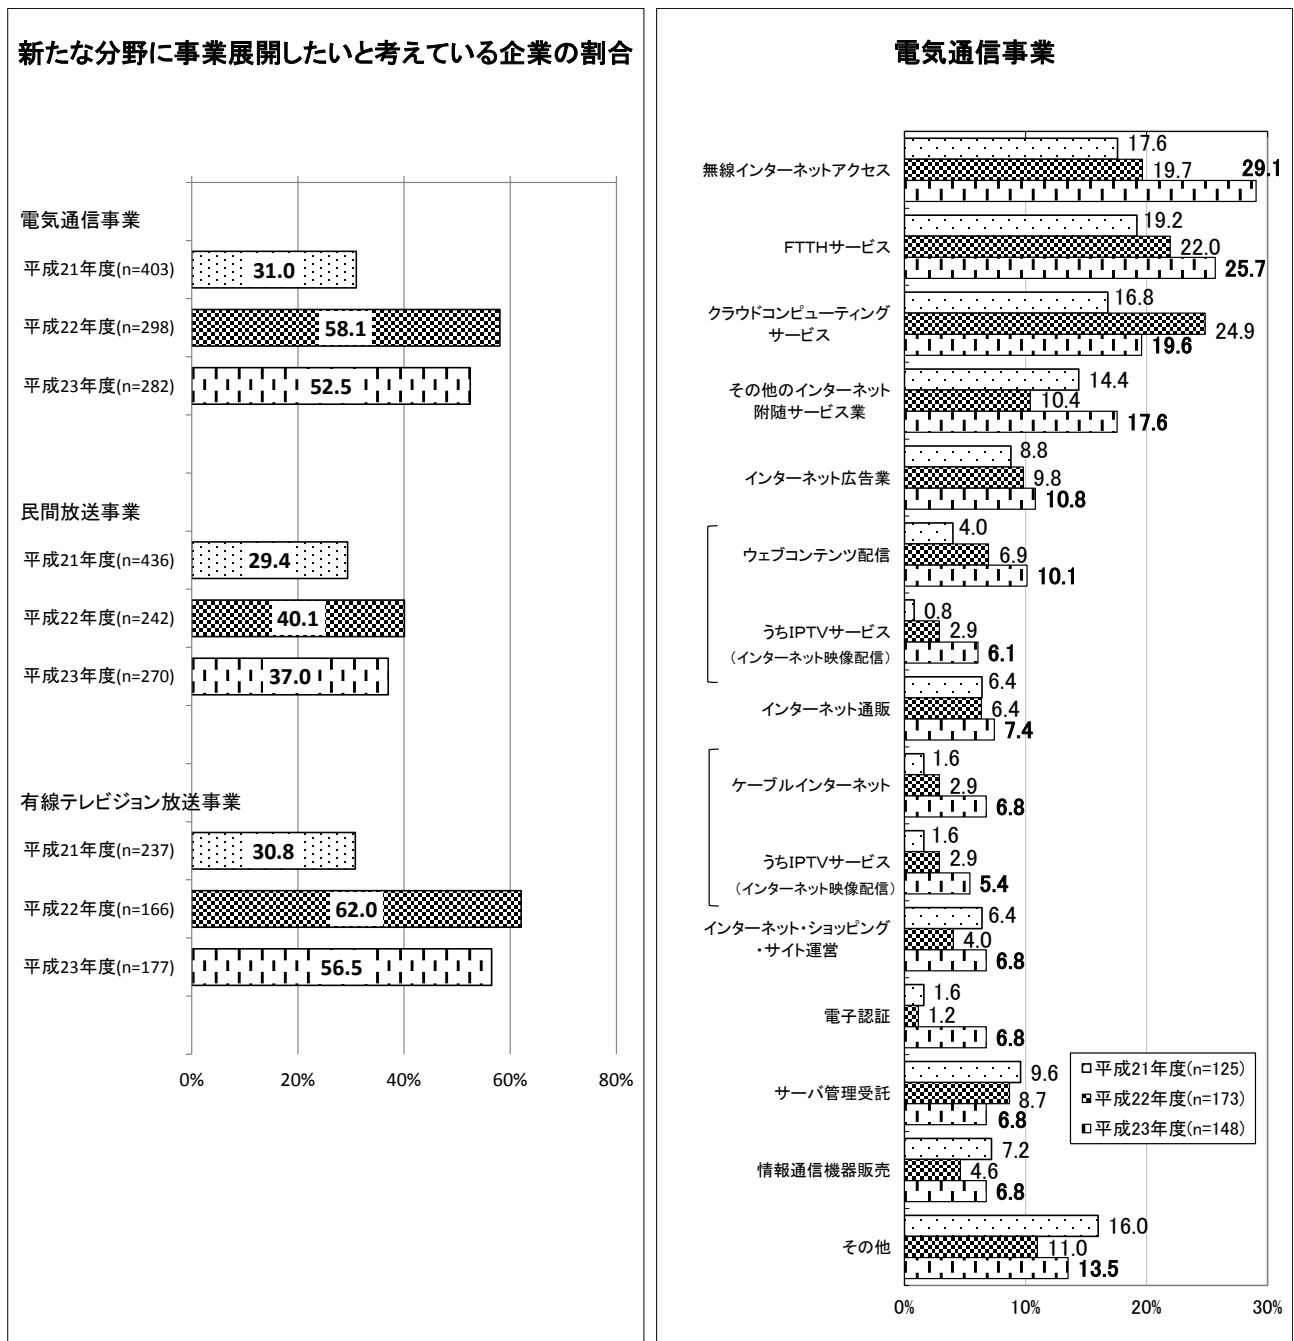 新たな分野に事業展開したいと考えている企業の割合
電気通信事業
平成21年度(n=403)
31.0
平成22年度(n=298)
58.1
平成23年度(n=282)
52.5
民間放送事業
平成21年度(n=436)
29.4
平成22年度(n=242)
40.1
平成23年度(n=270)
37.0
有線テレビジョン放送事業
平成21年度(n=237)
30.8
平成22年度(n=166)
62.0
平成23年度(n=177)
56.5
0% 20% 40% 60% 80%
電気通信事業
無線インターネットアクセス
17.6
19.7
29.1
FTTHサービス
19.2
22.0
25.7
クラウドコンピューティング
サービス
16.8
24.9
19.6
その他のインターネット
附随サービス業
14.4
10.4
17.6
インターネット広告業
8.8
9.8
10.8
ウェブコンテンツ配信
4.0
6.9
10.1
うちIPTVサービス
(インターネット映像配信)
0.8
2.9
6.1
インターネット通販
6.4
6.4
7.4
ケーブルインターネット
1.6
2.9
6.8
うちIPTVサービス
(インターネット映像配信)
1.6
2.9
5.4
インターネット・ショッピング
・サイト運営
6.4
4.0
6.8
電子認証
1.6
1.2
6.8
サーバ管理受託
9.6
8.7
6.8
情報通信機器販売
7.2
4.6
6.8
その他
16.0
11.0
13.5
平成21年度(n=125)
平成22年度(n=173)
平成23年度(n=148)
0% 10% 20% 30%